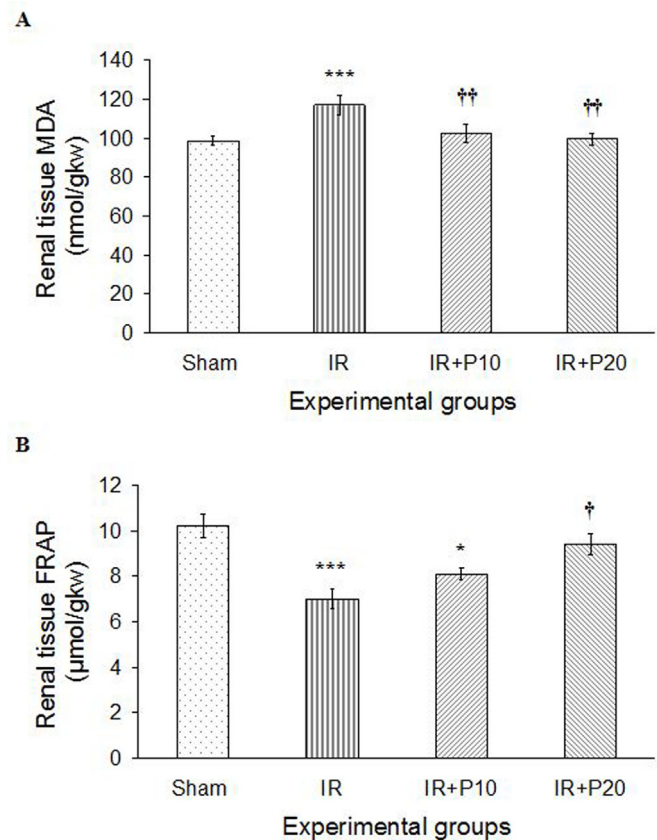 A
Renal tissue MDA
(nmol/gkw)
140
120
100
80
60
40
20
0
***
††
††
Sham IR IR+P10 IR+P20
Experimental groups
B
Renal tissue FRAP
(µmol/gkw)
12
10
8
6
4
2
0
***
*
†
Sham IR IR+P10 IR+P20
Experimental groups